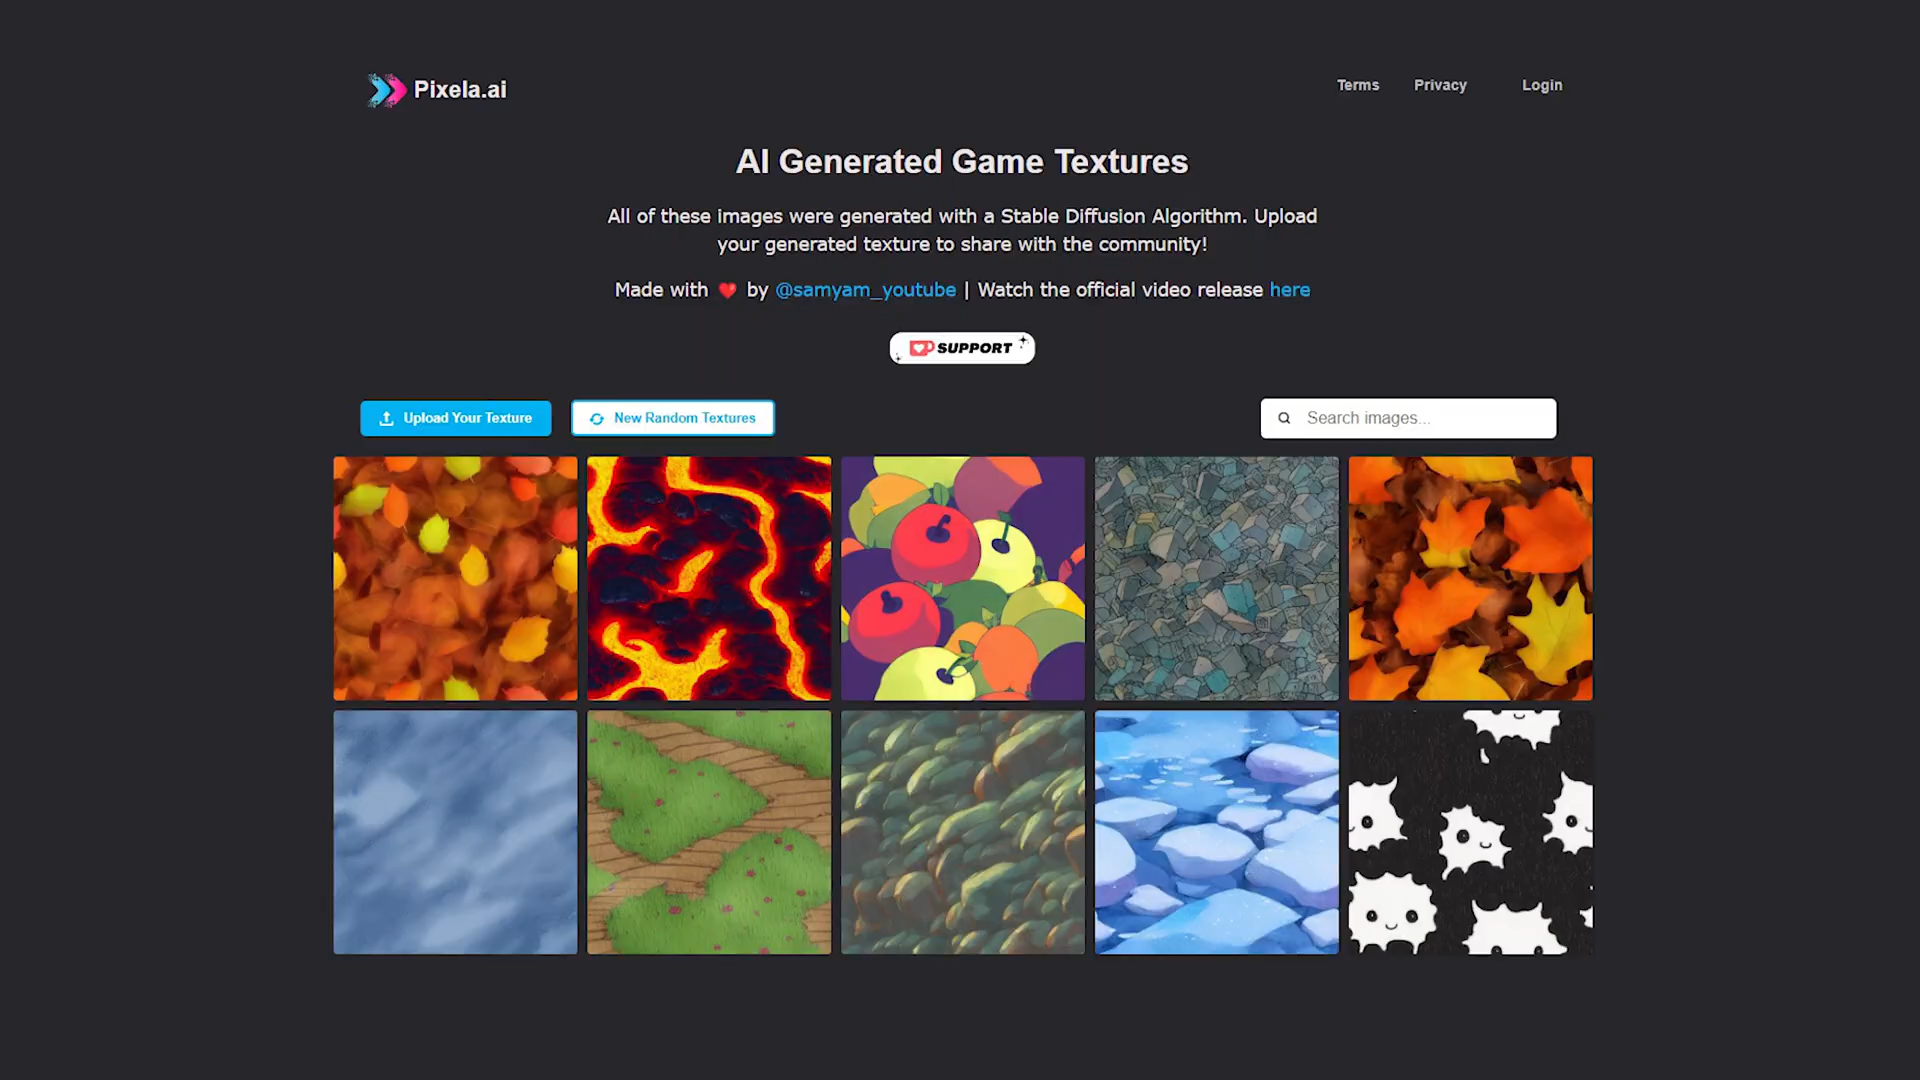 Pixela.ai
Terms Privacy Login
AI Generated Game Textures
All of these images were generated with a Stable Diffusion Algorithm. Upload
your generated texture to share with the community!
Made with ❤️ by @samyam_youtube | Watch the official video release here
SUPPORT
Upload Your Texture
New Random Textures
Search images...